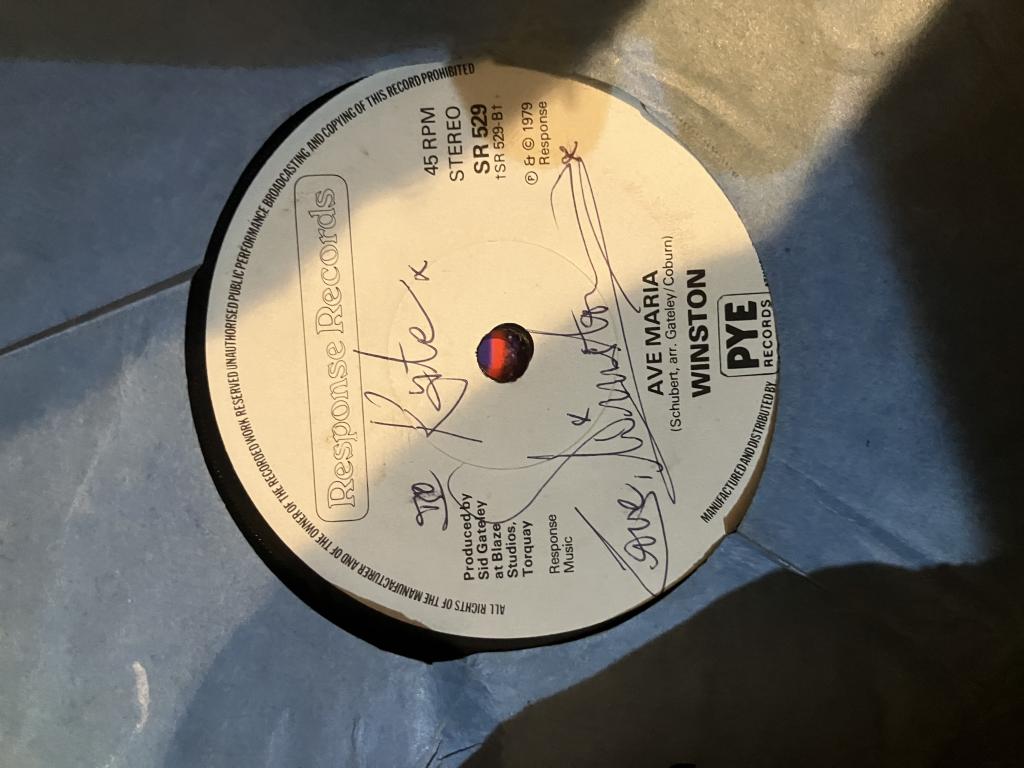 ALL RIGHTS OF THE MANUFACTURER AND OF THE OWNER OF THE RECORDED WORK RESERVED UNAUTHORISED PUBLIC PERFORMANCE BROADCASTING AND COPYING OF THIS RECORD PROHIBITED
Response Records
To
Kyte x
45 RPM
STEREO
SR 529
†SR 529-B†
℗ & © 1979
Response
Produced by
Sid Gateley
at Blaze
Studios,
Torquay
Response
Music
Love, Winston x
x
AVE MARIA
(Schubert, arr. Gateley/Coburn)
WINSTON
PYE
RECORDS
MANUFACTURED AND DISTRIBUTED BY